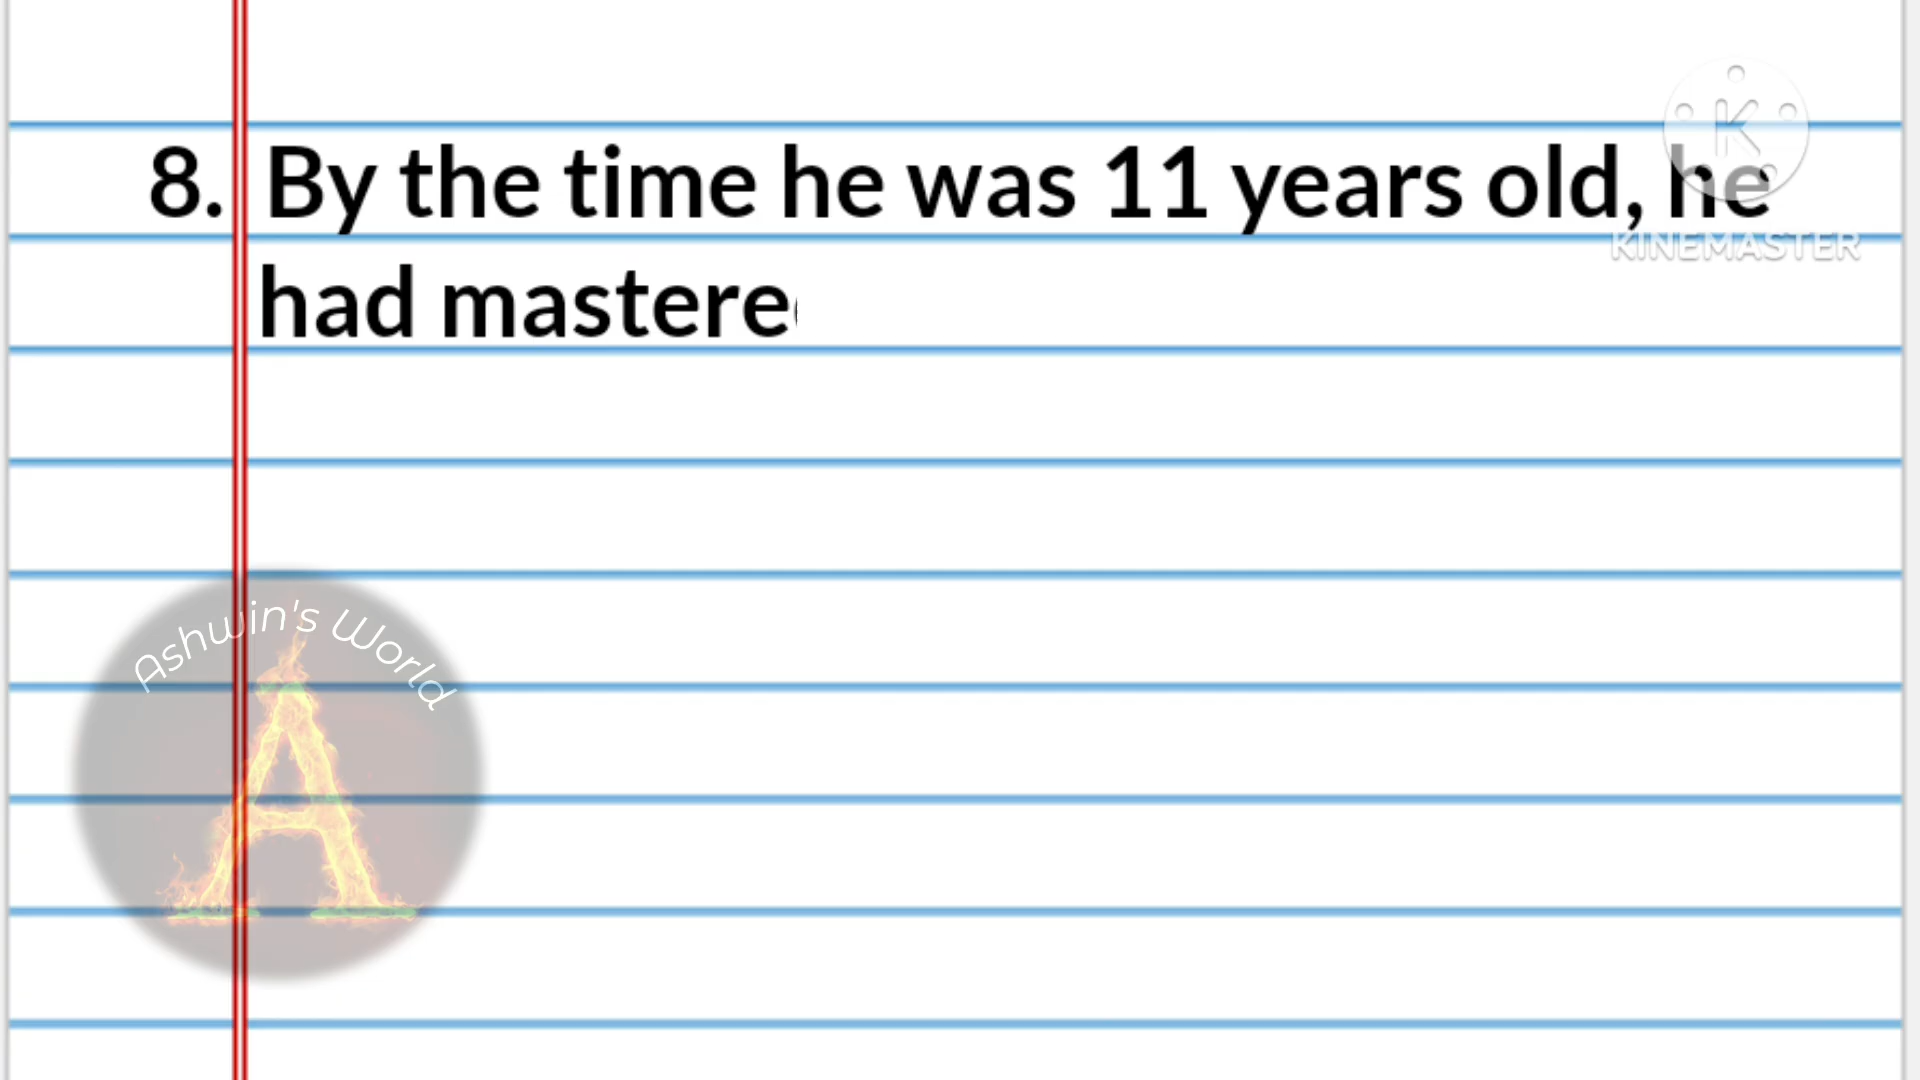 8. By the time he was 11 years old, he
KINEMASTER
had mastere
Ashwin's World
A